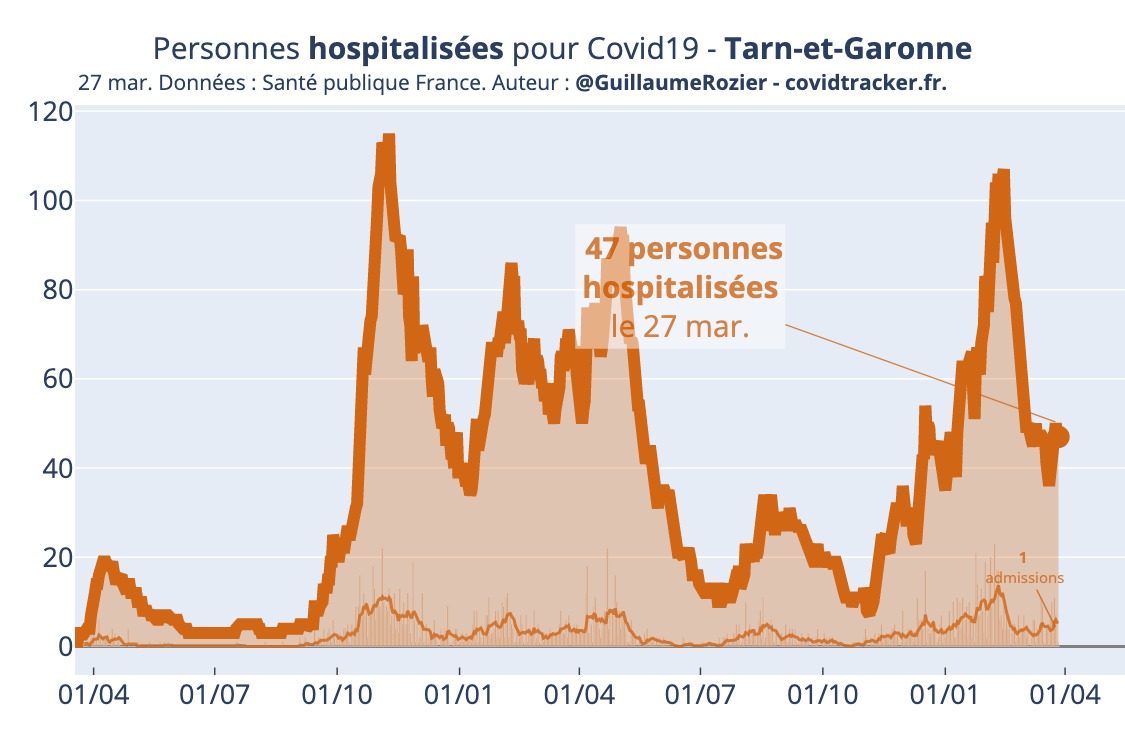 Personnes hospitalisées pour Covid19 - Tarn-et-Garonne
27 mar. Données : Santé publique France. Auteur : @GuillaumeRozier - covidtracker.fr.
120
100
80
60
40
20
0
47 personnes
hospitalisées
le 27 mar.
1
admissions
01/04 01/07 01/10 01/01 01/04 01/07 01/10 01/01 01/04